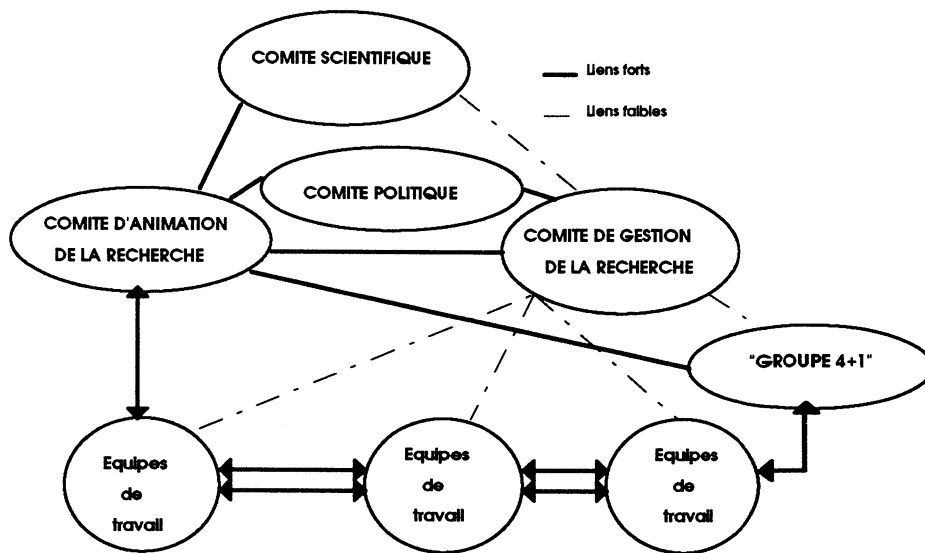 COMITE SCIENTIFIQUE
Liens forts
Liens faibles
COMITE POLITIQUE
COMITE D'ANIMATION
DE LA RECHERCHE
COMITE DE GESTION
DE LA RECHERCHE
"GROUPE 4+1"
Equipes
de
travail
Equipes
de
travail
Equipes
de
travail